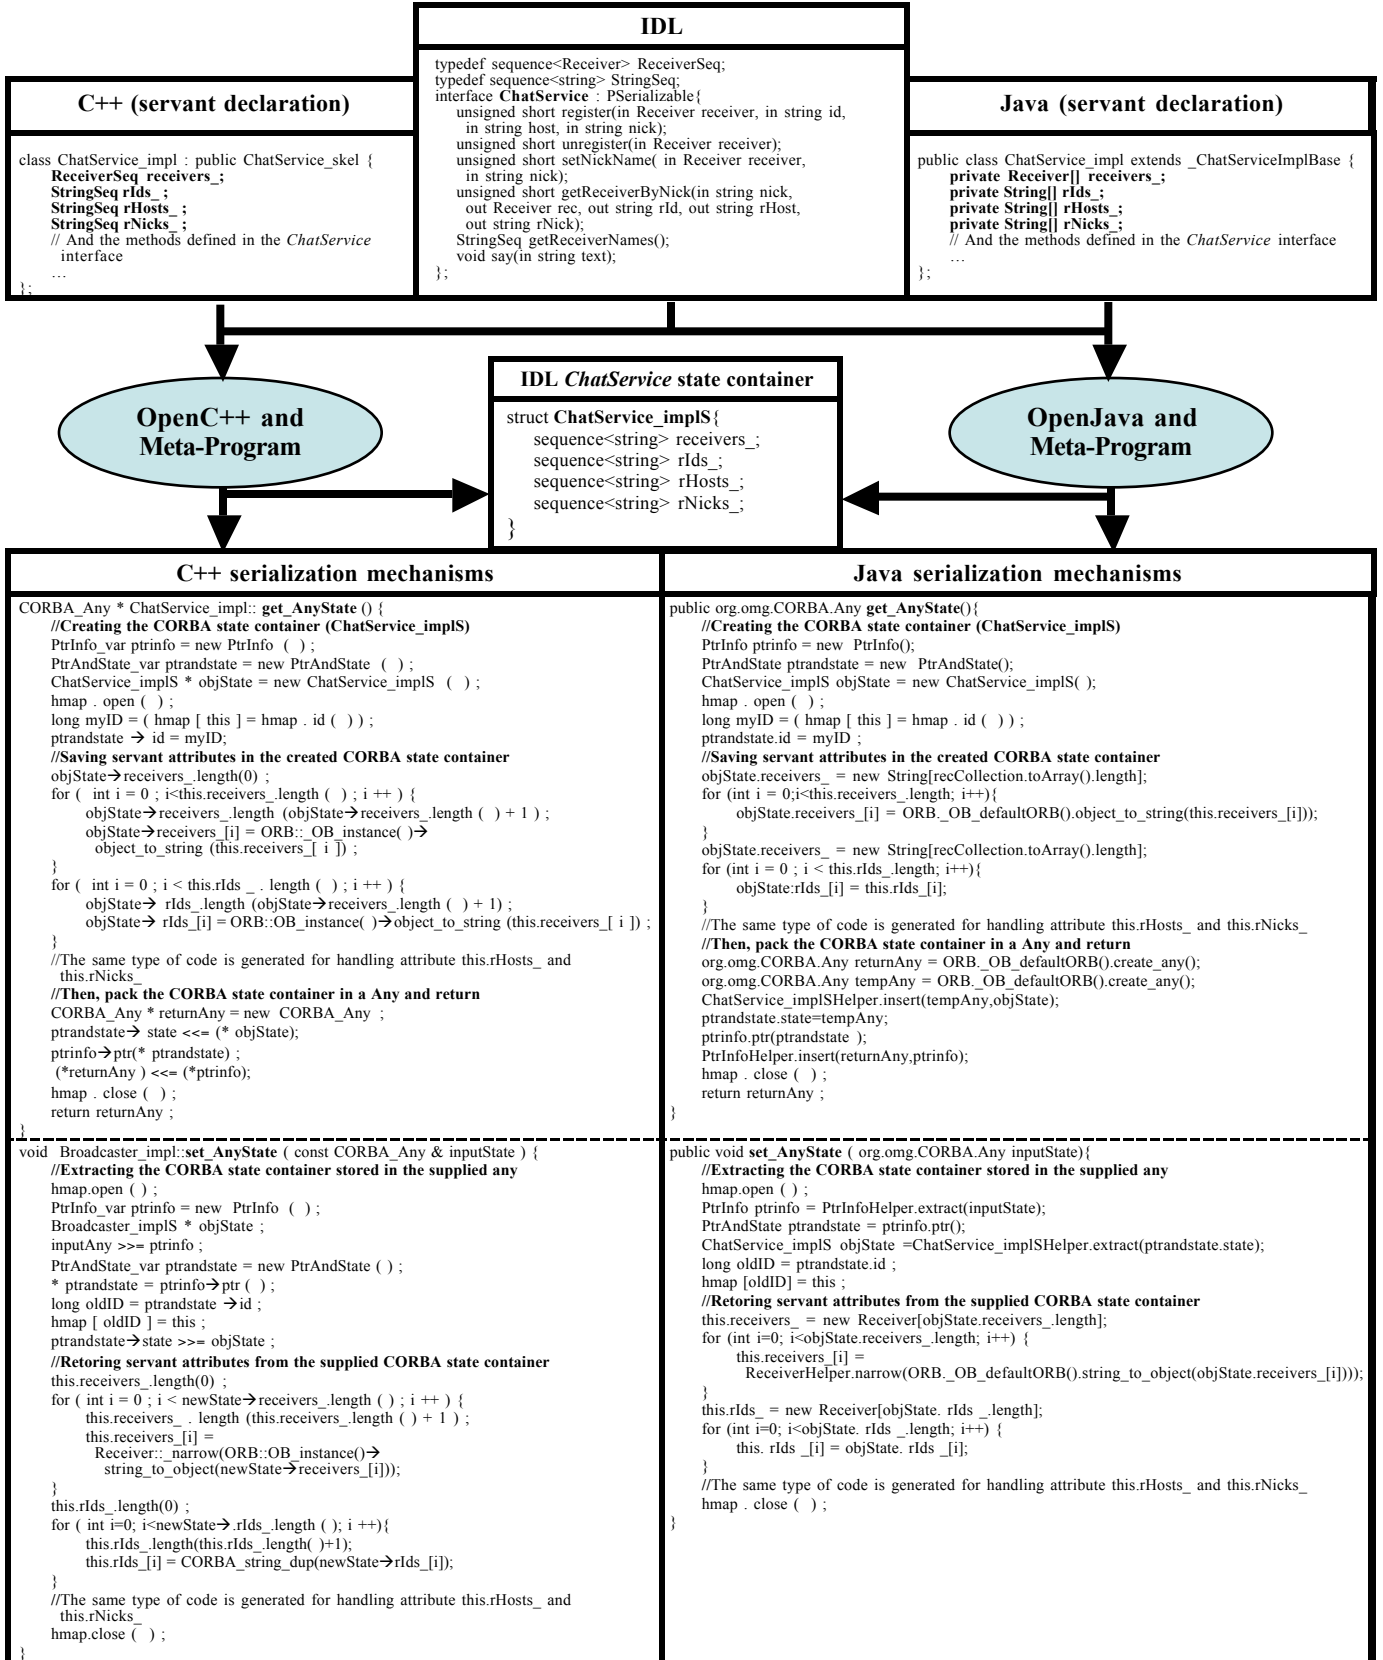 IDL
typedef sequence<Receiver> ReceiverSeq;
typedef sequence<string> StringSeq;
interface ChatService : PSerializable{
unsigned short register(in Receiver receiver, in string id,
in string host, in string nick);
unsigned short unregister(in Receiver receiver);
unsigned short setNickName( in Receiver receiver,
in string nick);
unsigned short getReceiverByNick(in string nick,
out Receiver rec, out string rId, out string rHost,
out string rNick);
StringSeq getReceiverNames();
void say(in string text);
};
C++ (servant declaration)
class ChatService_impl : public ChatService_skel {
ReceiverSeq receivers_;
StringSeq rIds_ ;
StringSeq rHosts_ ;
StringSeq rNicks_ ;
// And the methods defined in the ChatService
interface
…
};
Java (servant declaration)
public class ChatService_impl extends _ChatServiceImplBase {
private Receiver[] receivers_;
private String[] rIds_;
private String[] rHosts_;
private String[] rNicks_;
// And the methods defined in the ChatService interface
…
};
OpenC++ and
Meta-Program
IDL ChatService state container
struct ChatService_implS{
sequence<string> receivers_;
sequence<string> rIds_;
sequence<string> rHosts_;
sequence<string> rNicks_;
}
OpenJava and
Meta-Program
C++ serialization mechanisms
CORBA_Any * ChatService_impl:: get_AnyState () {
//Creating the CORBA state container (ChatService_implS)
PtrInfo_var ptrinfo = new PtrInfo ( ) ;
PtrAndState_var ptrandstate = new PtrAndState ( ) ;
ChatService_implS * objState = new ChatService_implS ( ) ;
hmap . open ( ) ;
long myID = ( hmap [ this ] = hmap . id ( ) ) ;
ptrandstate → id = myID;
//Saving servant attributes in the created CORBA state container
objState→receivers_.length(0) ;
for ( int i = 0 ; i<this.receivers_.length ( ) ; i ++ ) {
objState→receivers_.length (objState→receivers_.length ( ) + 1 ) ;
objState→receivers_[i] = ORB::_OB_instance( )→
object_to_string (this.receivers_[ i ]) ;
}
for ( int i = 0 ; i < this.rIds _ . length ( ) ; i ++ ) {
objState→ rIds_.length (objState→receivers_.length ( ) + 1) ;
objState→ rIds_[i] = ORB::OB_instance( )→object_to_string (this.receivers_[ i ]) ;
}
//The same type of code is generated for handling attribute this.rHosts_ and
this.rNicks_
//Then, pack the CORBA state container in a Any and return
CORBA_Any * returnAny = new CORBA_Any ;
ptrandstate→ state <<= (* objState);
ptrinfo→ptr(* ptrandstate) ;
(*returnAny ) <<= (*ptrinfo);
hmap . close ( ) ;
return returnAny ;
}
void Broadcaster_impl::set_AnyState ( const CORBA_Any & inputState ) {
//Extracting the CORBA state container stored in the supplied any
hmap.open ( ) ;
PtrInfo_var ptrinfo = new PtrInfo ( ) ;
Broadcaster_implS * objState ;
inputAny >>= ptrinfo ;
PtrAndState_var ptrandstate = new PtrAndState ( ) ;
* ptrandstate = ptrinfo→ptr ( ) ;
long oldID = ptrandstate →id ;
hmap [ oldID ] = this ;
ptrandstate→state >>= objState ;
//Retoring servant attributes from the supplied CORBA state container
this.receivers_.length(0) ;
for ( int i = 0 ; i < newState→receivers_.length ( ) ; i ++ ) {
this.receivers_ . length (this.receivers_.length ( ) + 1 ) ;
this.receivers_[i] =
Receiver::_narrow(ORB::OB_instance()→
string_to_object(newState→receivers_[i]));
}
this.rIds_.length(0) ;
for ( int i=0; i<newState→.rIds_.length ( ); i ++){
this.rIds_.length(this.rIds_.length( )+1);
this.rIds_[i] = CORBA_string_dup(newState→rIds_[i]);
}
//The same type of code is generated for handling attribute this.rHosts_ and
this.rNicks_
hmap.close ( ) ;
}
Java serialization mechanisms
public org.omg.CORBA.Any get_AnyState(){
//Creating the CORBA state container (ChatService_implS)
PtrInfo ptrinfo = new PtrInfo();
PtrAndState ptrandstate = new PtrAndState();
ChatService_implS objState = new ChatService_implS( );
hmap . open ( ) ;
long myID = ( hmap [ this ] = hmap . id ( ) ) ;
ptrandstate.id = myID ;
//Saving servant attributes in the created CORBA state container
objState.receivers_ = new String[recCollection.toArray().length];
for (int i = 0;i<this.receivers_.length; i++){
objState.receivers_[i] = ORB._OB_defaultORB().object_to_string(this.receivers_[i]));
}
objState.receivers_ = new String[recCollection.toArray().length];
for (int i = 0 ; i < this.rIds_.length; i++){
objState:rIds_[i] = this.rIds_[i];
}
//The same type of code is generated for handling attribute this.rHosts_ and this.rNicks_
//Then, pack the CORBA state container in a Any and return
org.omg.CORBA.Any returnAny = ORB._OB_defaultORB().create_any();
org.omg.CORBA.Any tempAny = ORB._OB_defaultORB().create_any();
ChatService_implSHelper.insert(tempAny,objState);
ptrandstate.state=tempAny;
ptrinfo.ptr(ptrandstate );
PtrInfoHelper.insert(returnAny,ptrinfo);
hmap . close ( ) ;
return returnAny ;
}
public void set_AnyState ( org.omg.CORBA.Any inputState){
//Extracting the CORBA state container stored in the supplied any
hmap.open ( ) ;
PtrInfo ptrinfo = PtrInfoHelper.extract(inputState);
PtrAndState ptrandstate = ptrinfo.ptr();
ChatService_implS objState =ChatService_implSHelper.extract(ptrandstate.state);
long oldID = ptrandstate.id ;
hmap [oldID] = this ;
//Retoring servant attributes from the supplied CORBA state container
this.receivers_ = new Receiver[objState.receivers_.length];
for (int i=0; i<objState.receivers_.length; i++) {
this.receivers_[i] =
ReceiverHelper.narrow(ORB._OB_defaultORB().string_to_object(objState.receivers_[i])));
}
this.rIds_ = new Receiver[objState. rIds _.length];
for (int i=0; i<objState. rIds _.length; i++) {
this. rIds _[i] = objState. rIds _[i];
}
//The same type of code is generated for handling attribute this.rHosts_ and this.rNicks_
hmap . close ( ) ;
}